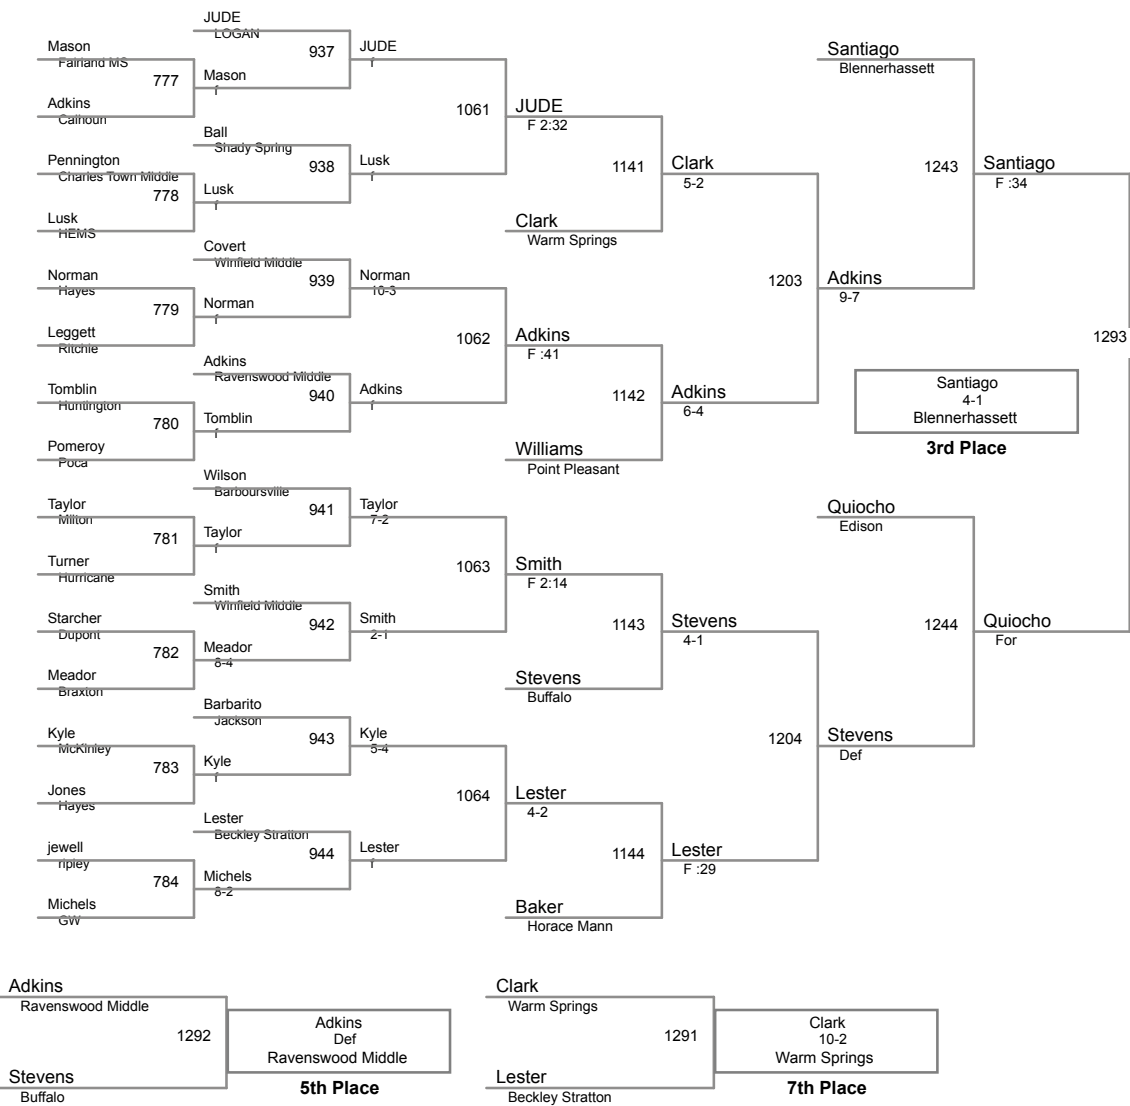 JUDE
LOGAN
Mason
Fairland MS
937
JUDE
f
Santiago
Blennerhassett
777
Mason
f
Adkins
Calhoun
1061
JUDE
F 2:32
Ball
Shady Spring
Pennington
Charles Town Middle
938
Lusk
f
1141
Clark
5-2
1243
Santiago
F :34
778
Lusk
f
Lusk
HEMS
Clark
Warm Springs
Covert
Winfield Middle
Norman
Hayes
939
Norman
10-3
1203
Adkins
9-7
779
Norman
f
Leggett
Ritchie
1062
Adkins
F :41
1293
Adkins
Ravenswood Middle
Tomblin
Huntington
940
Adkins
f
1142
Adkins
6-4
Santiago
4-1
Blennerhassett
3rd Place
780
Tomblin
f
Pomeroy
Poca
Williams
Point Pleasant
Wilson
Barboursville
Taylor
Milton
941
Taylor
7-2
Quiocho
Edison
781
Taylor
f
Turner
Hurricane
1063
Smith
F 2:14
Smith
Winfield Middle
Starcher
Dupont
942
Smith
2-1
1143
Stevens
4-1
1244
Quiocho
For
782
Meador
8-4
Meador
Braxton
Stevens
Buffalo
Barbarito
Jackson
Kyle
McKinley
943
Kyle
5-4
1204
Stevens
Def
783
Kyle
f
Jones
Hayes
1064
Lester
4-2
Lester
Beckley Stratton
jewell
ripley
944
Lester
f
1144
Lester
F :29
784
Michels
8-2
Michels
GW
Baker
Horace Mann
Adkins
Ravenswood Middle
1292
Adkins
Def
Ravenswood Middle
5th Place
Stevens
Buffalo
Clark
Warm Springs
1291
Clark
10-2
Warm Springs
7th Place
Lester
Beckley Stratton